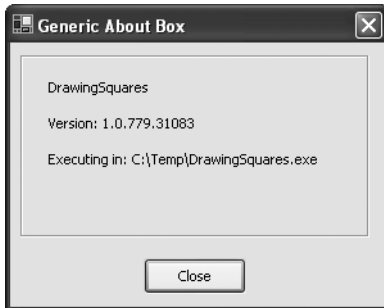 Generic About Box
DrawingSquares
Version: 1.0.779.31083
Executing in: C:\Temp\DrawingSquares.exe
Close